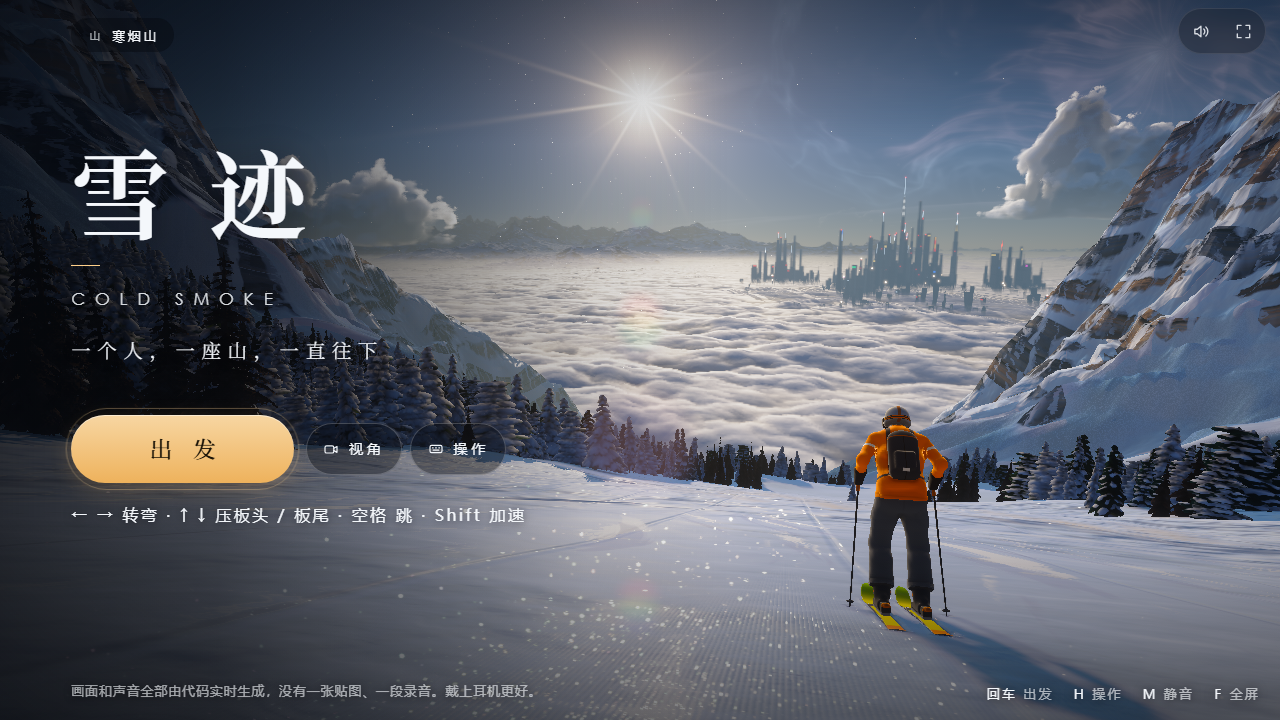 山 寒烟山
雪迹
COLD SMOKE
一个人，一座山，一直往下
出发
视角
操作
← → 转弯 · ↑ ↓ 压板头 / 板尾 · 空格 跳 · Shift 加速
画面和声音全部由代码实时生成，没有一张贴图、一段录音。戴上耳机更好。
回车 出发 H 操作 M 静音 F 全屏